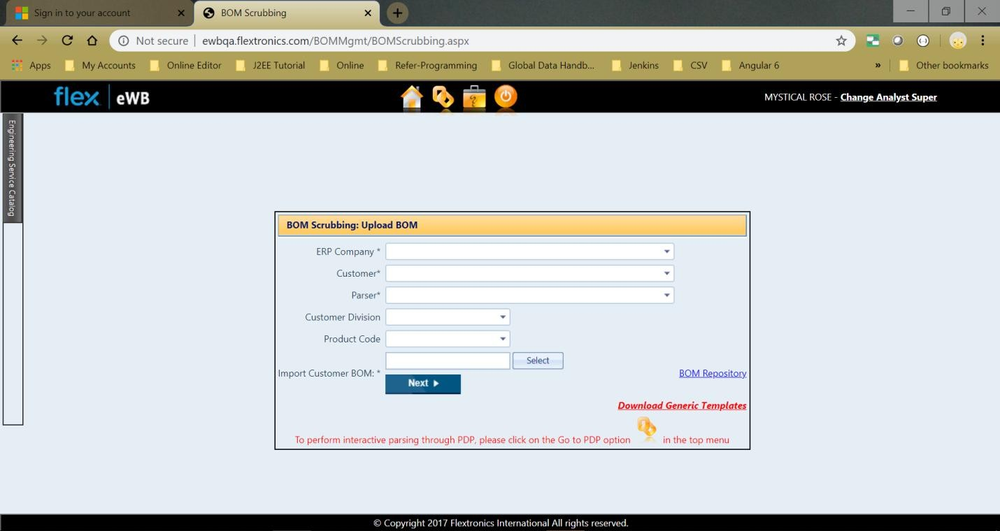 Sign in to your account
BOM Scrubbing
Not secure | ewbqa.flextronics.com/BOMMgmt/BOMScrubbing.aspx
Apps My Accounts Online Editor J2EE Tutorial Online Refer-Programming Global Data Handb... Jenkins CSV Angular 6 » Other bookmarks
flex eWB
MYSTICAL ROSE - Change Analyst Super
Engineering Service Catalog
BOM Scrubbing: Upload BOM
ERP Company *
Customer*
Parser*
Customer Division
Product Code
Select
Import Customer BOM: *
BOM Repository
Next
Download Generic Templates
To perform interactive parsing through PDP, please click on the Go to PDP option in the top menu
© Copyright 2017 Flextronics International All rights reserved.